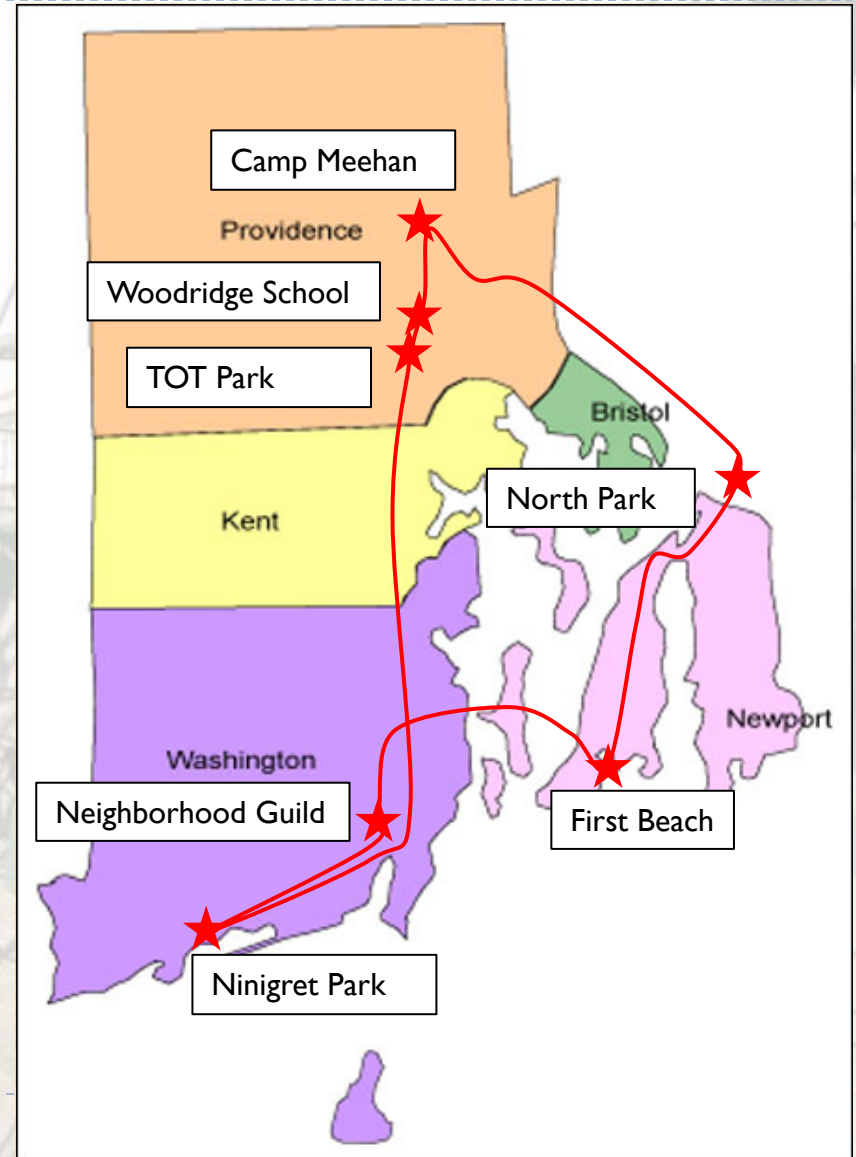 Camp Meehan
Providence
Woodridge School
TOT Park
Bristol
North Park
Kent
Newport
Washington
Neighborhood Guild
First Beach
Ninigret Park